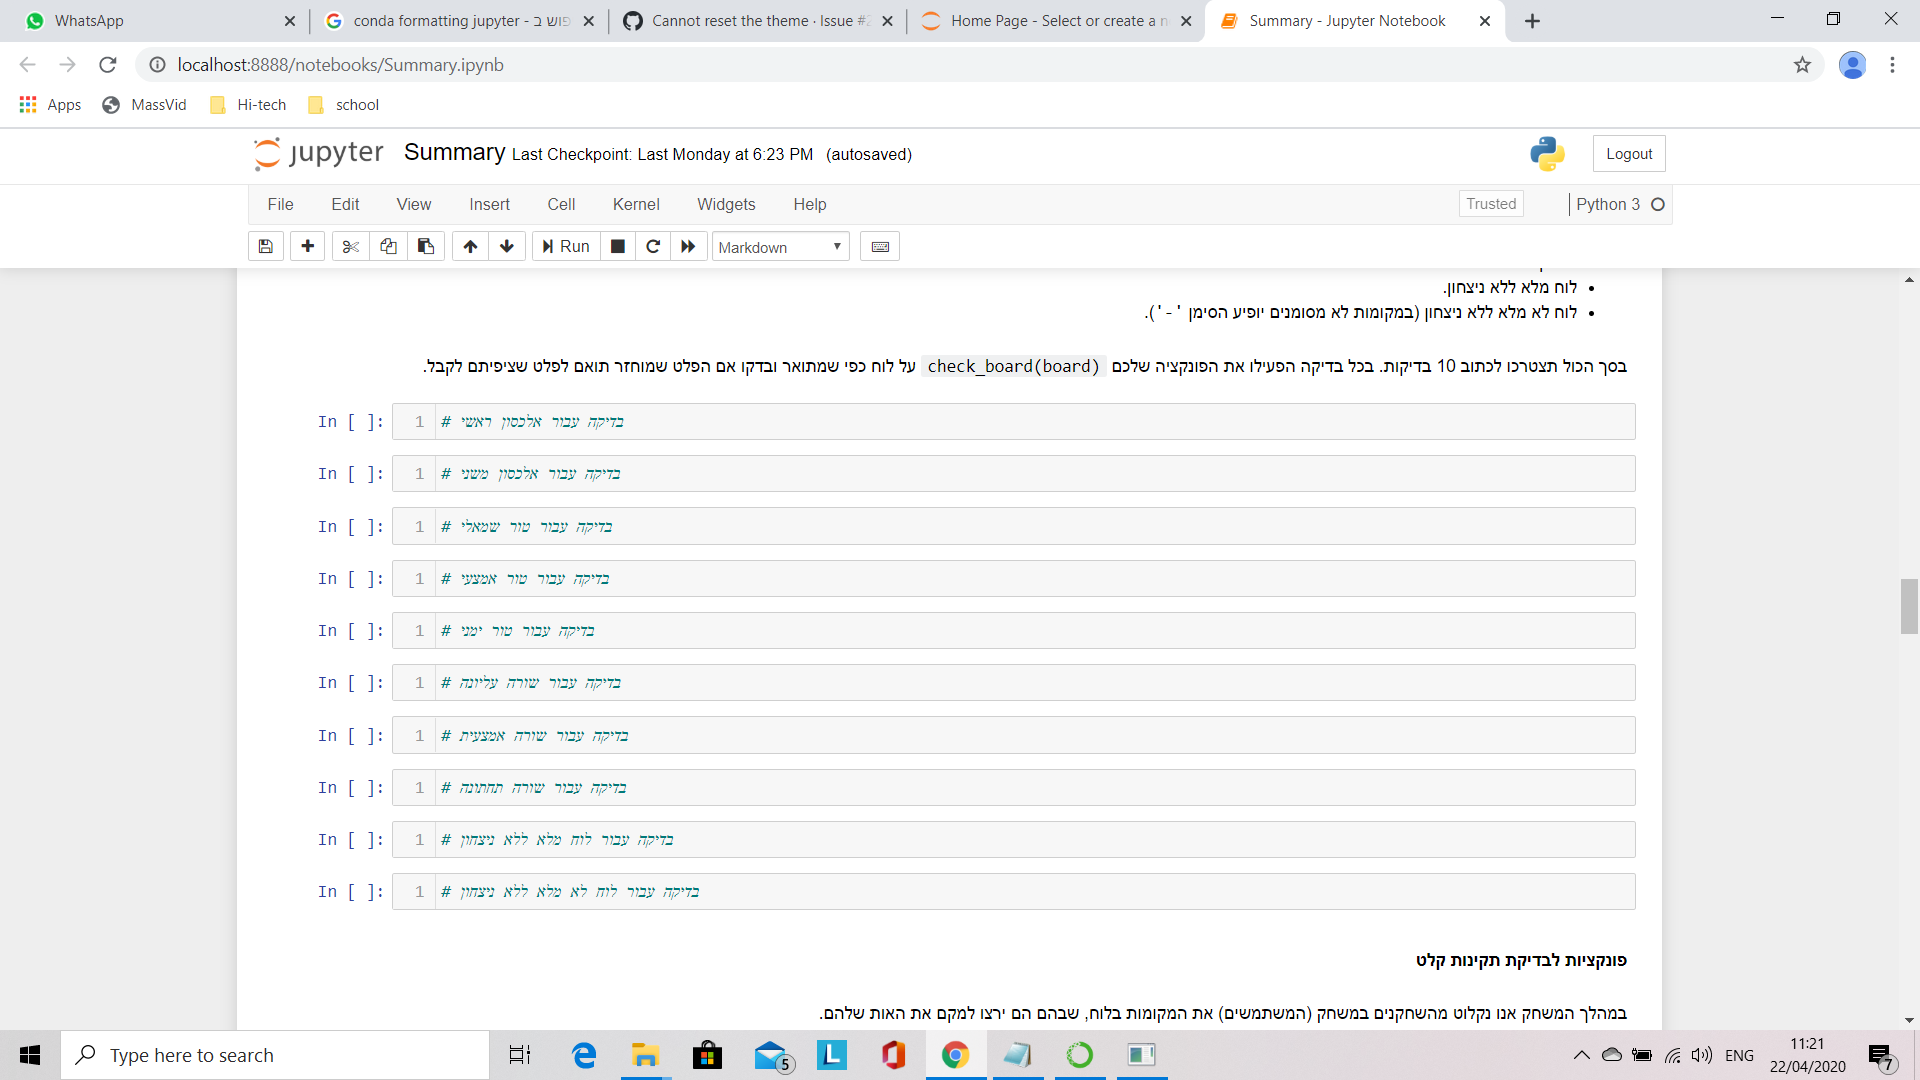 WhatsApp
conda formatting jupyter - פוש ב
Cannot reset the theme · Issue #2
Home Page - Select or create a n
Summary - Jupyter Notebook
localhost:8888/notebooks/Summary.ipynb
Apps MassVid Hi-tech school
jupyter Summary Last Checkpoint: Last Monday at 6:23 PM (autosaved) Logout
File Edit View Insert Cell Kernel Widgets Help Trusted Python 3
Run Markdown
לוח מלא ללא ניצחון.
לוח לא מלא ללא ניצחון (במקומות לא מסומנים יופיע הסימן '-').
בסך הכול תצטרכו לכתוב 10 בדיקות. בכל בדיקה הפעילו את הפונקציה שלכם check_board(board) על לוח כפי שמתואר ובדקו אם הפלט שמוחזר תואם לפלט שציפיתם לקבל.
In [ ]: 1 # בדיקה עבור אלכסון ראשי
In [ ]: 1 # בדיקה עבור אלכסון משני
In [ ]: 1 # בדיקה עבור טור שמאלי
In [ ]: 1 # בדיקה עבור טור אמצעי
In [ ]: 1 # בדיקה עבור טור ימני
In [ ]: 1 # בדיקה עבור שורה עליונה
In [ ]: 1 # בדיקה עבור שורה אמצעית
In [ ]: 1 # בדיקה עבור שורה תחתונה
In [ ]: 1 # בדיקה עבור לוח מלא ללא ניצחון
In [ ]: 1 # בדיקה עבור לוח לא מלא ללא ניצחון
פונקציות לבדיקת תקינות קלט
במהלך המשחק אנו נקלוט מהשחקנים במשחק (המשתמשים) את המקומות בלוח, שבהם הם ירצו למקם את האות שלהם.
Type here to search
5
L
ENG
11:21
22/04/2020
7